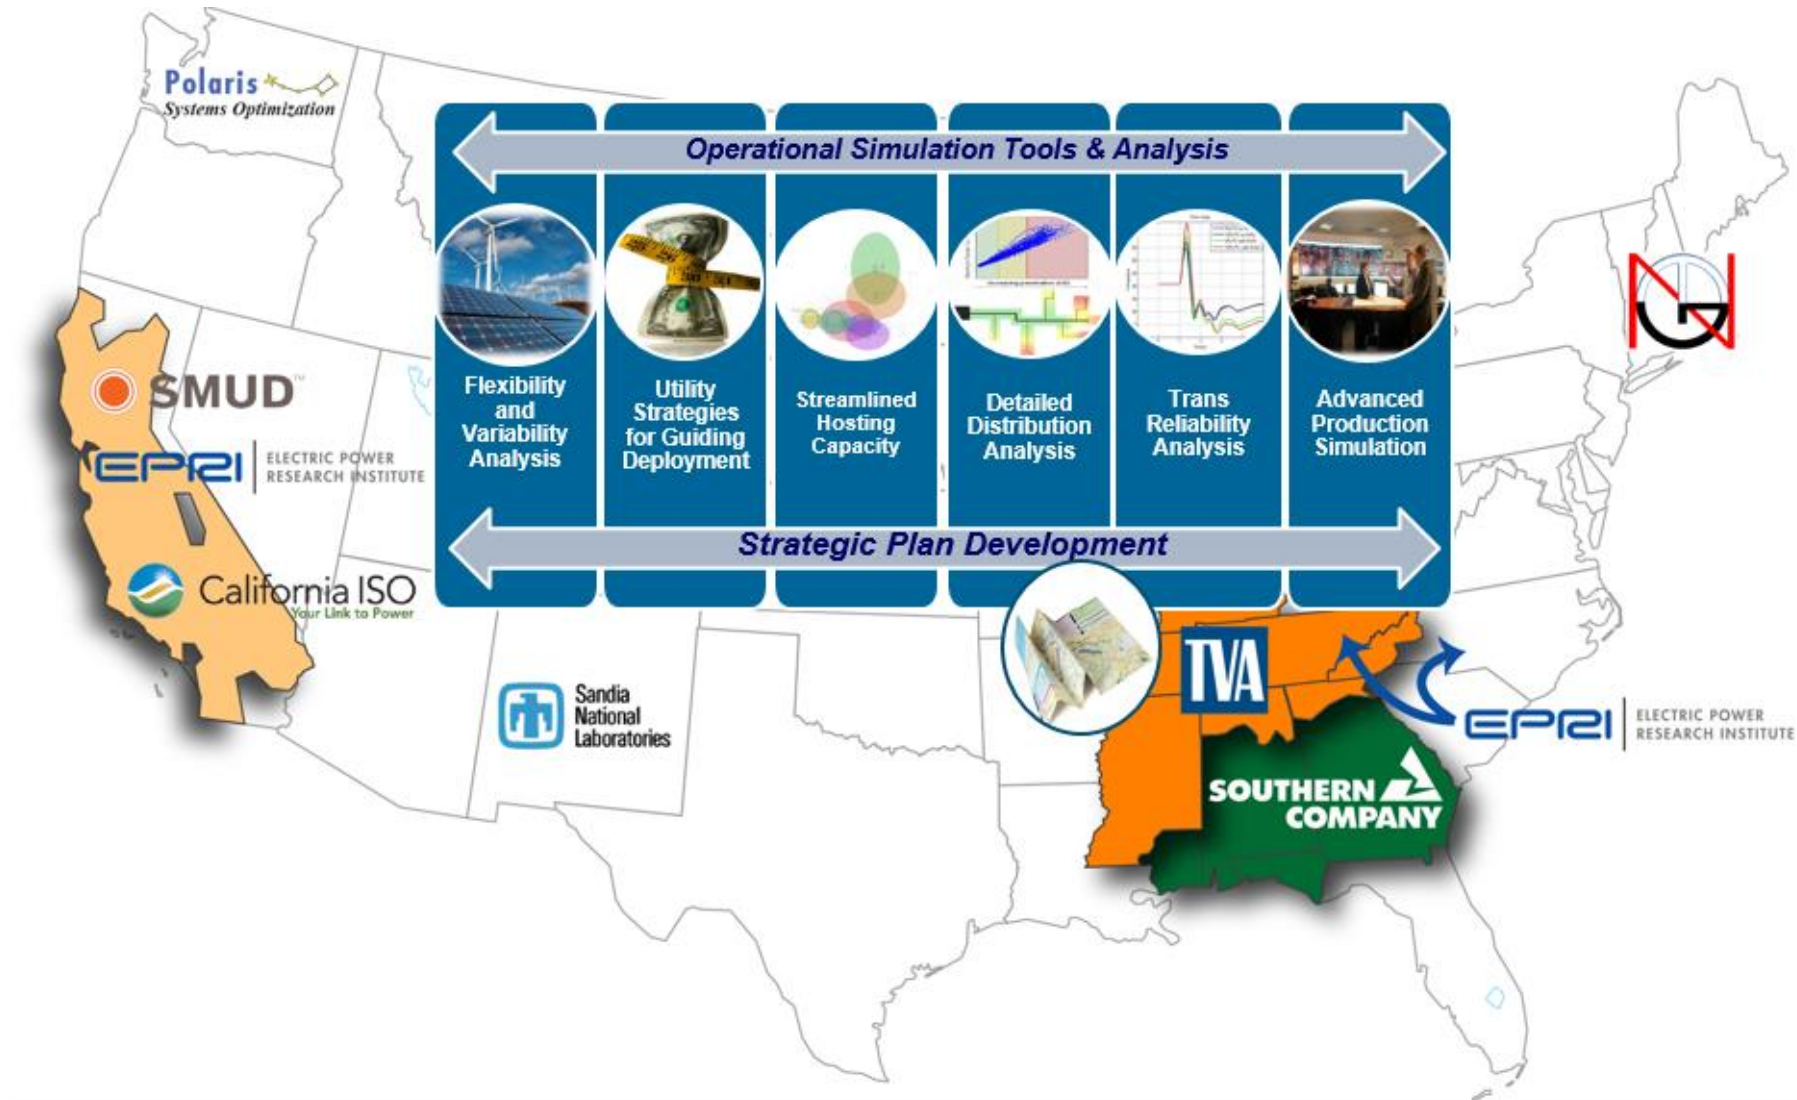 Polaris
Systems Optimization
Operational Simulation Tools & Analysis
Flexibility
and
Variability
Analysis
Utility
Strategies
for Guiding
Deployment
Streamlined
Hosting
Capacity
Detailed
Distribution
Analysis
Trans
Reliability
Analysis
Advanced
Production
Simulation
Strategic Plan Development
SMUD™
EPRI
ELECTRIC POWER
RESEARCH INSTITUTE
California ISO
Your Link to Power
Sandia
National
Laboratories
TVA
EPRI
ELECTRIC POWER
RESEARCH INSTITUTE
SOUTHERN
COMPANY